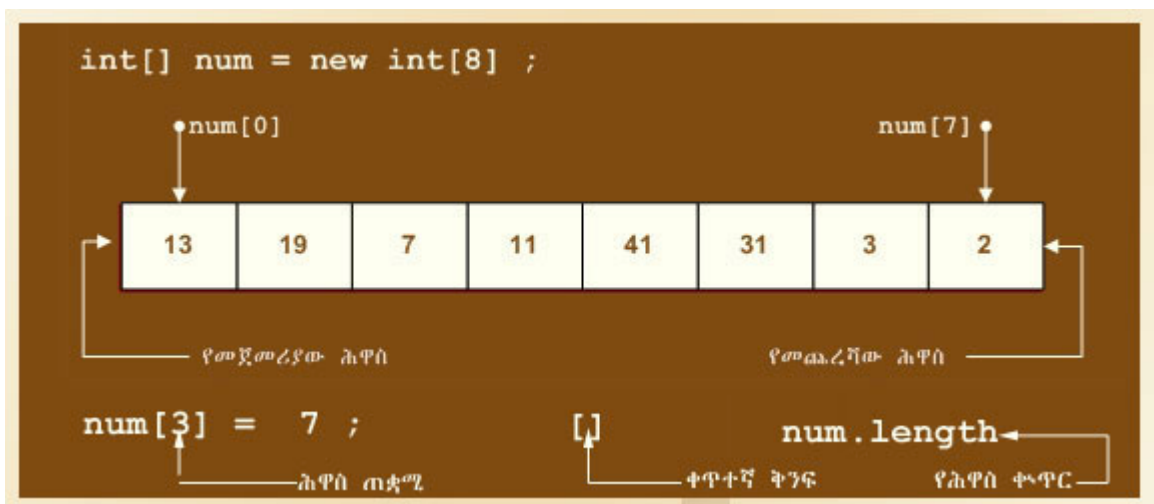 int[] num = new int[8] ;
num[0] num[7]
13 19 7 11 41 31 3 2
የመጀመሪያው ሕዋስ የመጨረሻው ሕዋስ
num[3] = 7 ; [] num.length
ሕዋስ ጠቋሚ ቀጥተኛ ቅንፍ የሕዋስ ቍጥር